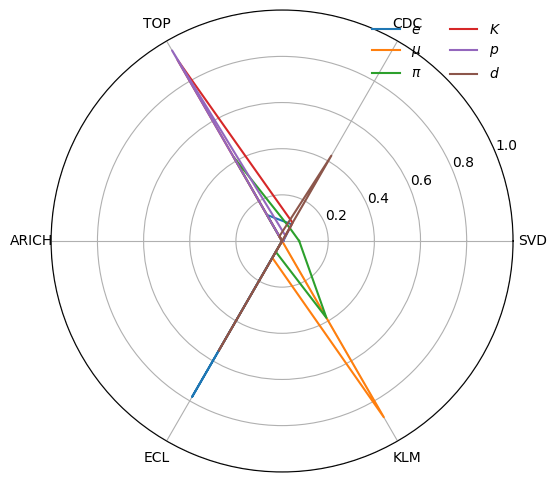 TOP
CDC
e K
μ p
π d
1.0
0.8
0.6
0.4
0.2
ARICH
SVD
ECL
KLM